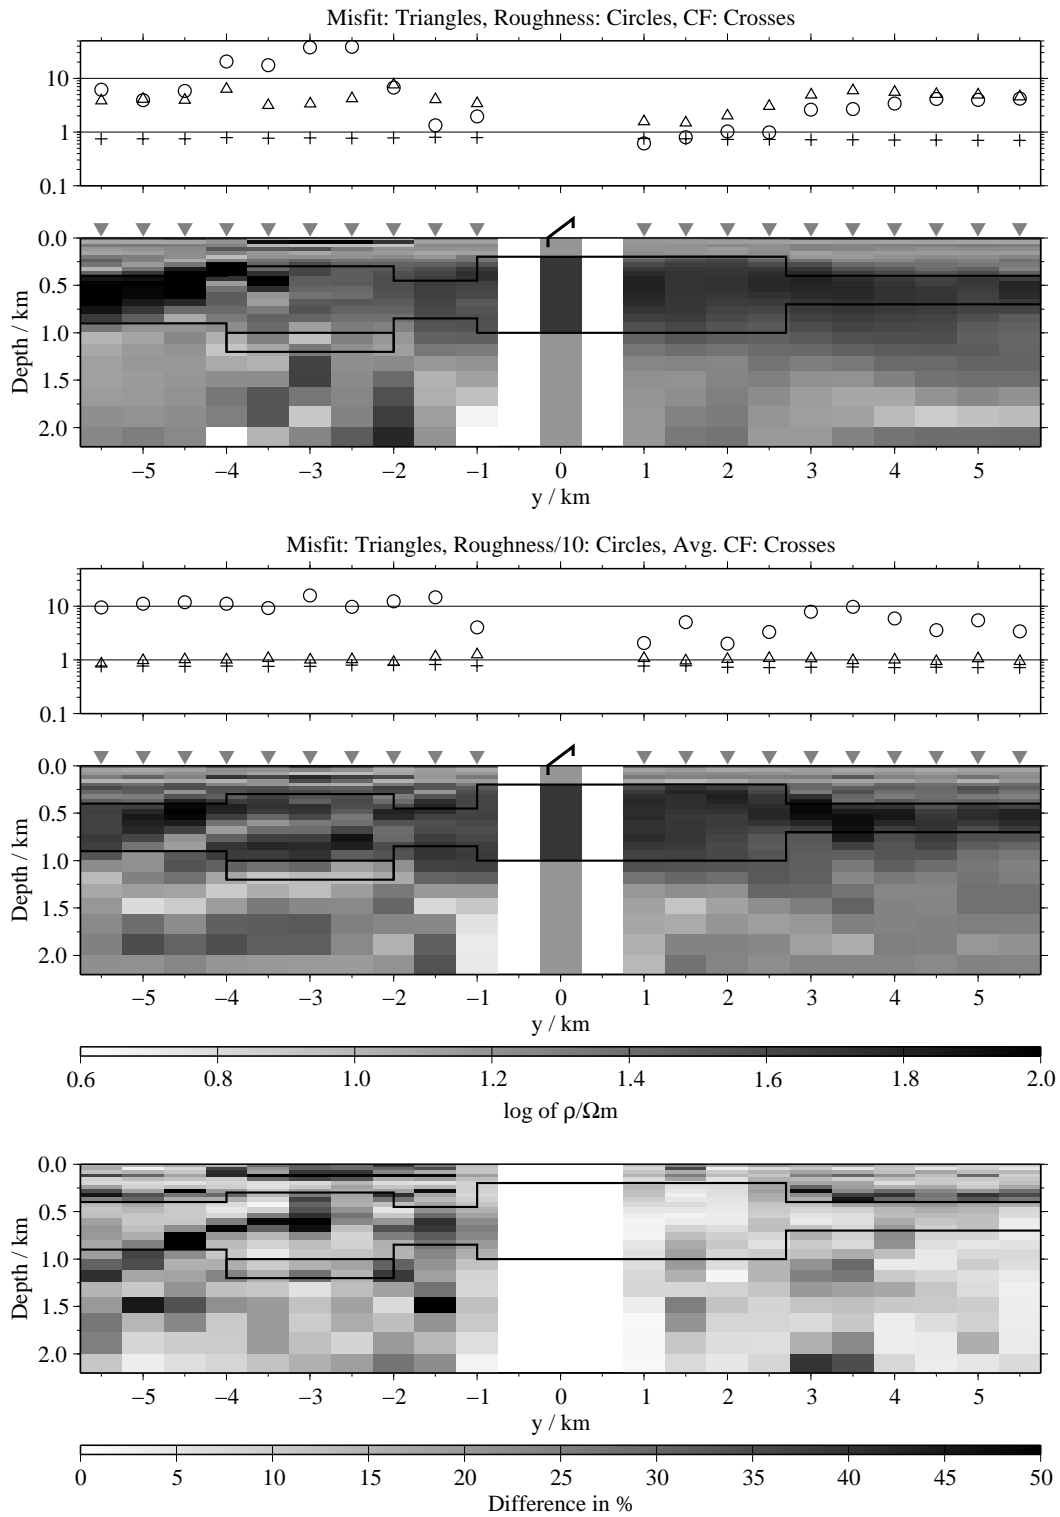 Misfit: Triangles, Roughness: Circles, CF: Crosses
10
1
0.1
0.0
0.5
1.0
1.5
2.0
Depth / km
−5 −4 −3 −2 −1 0 1 2 3 4 5
y / km
Misfit: Triangles, Roughness/10: Circles, Avg. CF: Crosses
10
1
0.1
0.0
0.5
1.0
1.5
2.0
Depth / km
−5 −4 −3 −2 −1 0 1 2 3 4 5
y / km
0.6 0.8 1.0 1.2 1.4 1.6 1.8 2.0
log of ρ/Ωm
0.0
0.5
1.0
1.5
2.0
Depth / km
−5 −4 −3 −2 −1 0 1 2 3 4 5
y / km
0 5 10 15 20 25 30 35 40 45 50
Difference in %